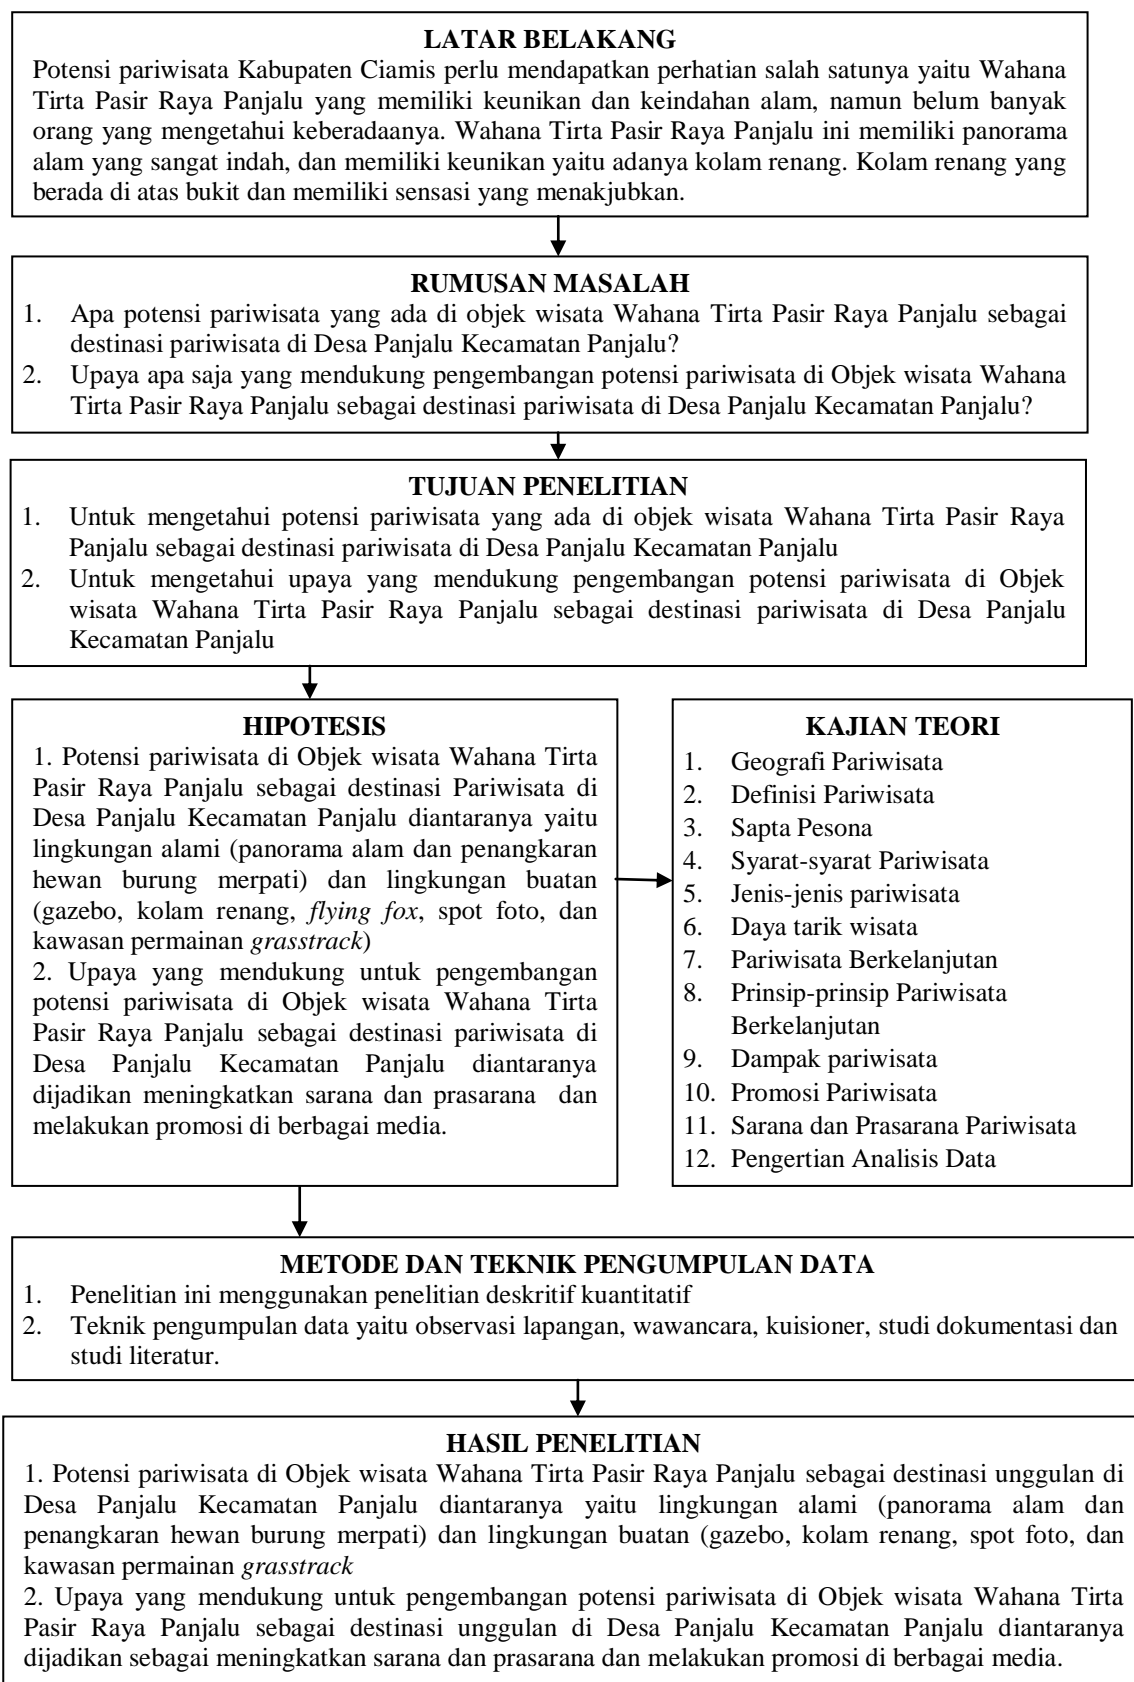 LATAR BELAKANG
Potensi pariwisata Kabupaten Ciamis perlu mendapatkan perhatian salah satunya yaitu Wahana
Tirta Pasir Raya Panjalu yang memiliki keunikan dan keindahan alam, namun belum banyak
orang yang mengetahui keberadaanya. Wahana Tirta Pasir Raya Panjalu ini memiliki panorama
alam yang sangat indah, dan memiliki keunikan yaitu adanya kolam renang. Kolam renang yang
berada di atas bukit dan memiliki sensasi yang menakjubkan.
RUMUSAN MASALAH
1. Apa potensi pariwisata yang ada di objek wisata Wahana Tirta Pasir Raya Panjalu sebagai
destinasi pariwisata di Desa Panjalu Kecamatan Panjalu?
2. Upaya apa saja yang mendukung pengembangan potensi pariwisata di Objek wisata Wahana
Tirta Pasir Raya Panjalu sebagai destinasi pariwisata di Desa Panjalu Kecamatan Panjalu?
TUJUAN PENELITIAN
1. Untuk mengetahui potensi pariwisata yang ada di objek wisata Wahana Tirta Pasir Raya
Panjalu sebagai destinasi pariwisata di Desa Panjalu Kecamatan Panjalu
2. Untuk mengetahui upaya yang mendukung pengembangan potensi pariwisata di Objek
wisata Wahana Tirta Pasir Raya Panjalu sebagai destinasi pariwisata di Desa Panjalu
Kecamatan Panjalu
HIPOTESIS
1. Potensi pariwisata di Objek wisata Wahana Tirta
Pasir Raya Panjalu sebagai destinasi Pariwisata di
Desa Panjalu Kecamatan Panjalu diantaranya yaitu
lingkungan alami (panorama alam dan penangkaran
hewan burung merpati) dan lingkungan buatan
(gazebo, kolam renang, flying fox, spot foto, dan
kawasan permainan grasstrack)
2. Upaya yang mendukung untuk pengembangan
potensi pariwisata di Objek wisata Wahana Tirta
Pasir Raya Panjalu sebagai destinasi pariwisata di
Desa Panjalu Kecamatan Panjalu diantaranya
dijadikan meningkatkan sarana dan prasarana dan
melakukan promosi di berbagai media.
KAJIAN TEORI
1. Geografi Pariwisata
2. Definisi Pariwisata
3. Sapta Pesona
4. Syarat-syarat Pariwisata
5. Jenis-jenis pariwisata
6. Daya tarik wisata
7. Pariwisata Berkelanjutan
8. Prinsip-prinsip Pariwisata
Berkelanjutan
9. Dampak pariwisata
10. Promosi Pariwisata
11. Sarana dan Prasarana Pariwisata
12. Pengertian Analisis Data
METODE DAN TEKNIK PENGUMPULAN DATA
1. Penelitian ini menggunakan penelitian deskritif kuantitatif
2. Teknik pengumpulan data yaitu observasi lapangan, wawancara, kuisioner, studi dokumentasi dan
studi literatur.
HASIL PENELITIAN
1. Potensi pariwisata di Objek wisata Wahana Tirta Pasir Raya Panjalu sebagai destinasi unggulan di
Desa Panjalu Kecamatan Panjalu diantaranya yaitu lingkungan alami (panorama alam dan
penangkaran hewan burung merpati) dan lingkungan buatan (gazebo, kolam renang, spot foto, dan
kawasan permainan grasstrack
2. Upaya yang mendukung untuk pengembangan potensi pariwisata di Objek wisata Wahana Tirta
Pasir Raya Panjalu sebagai destinasi unggulan di Desa Panjalu Kecamatan Panjalu diantaranya
dijadikan sebagai meningkatkan sarana dan prasarana dan melakukan promosi di berbagai media.